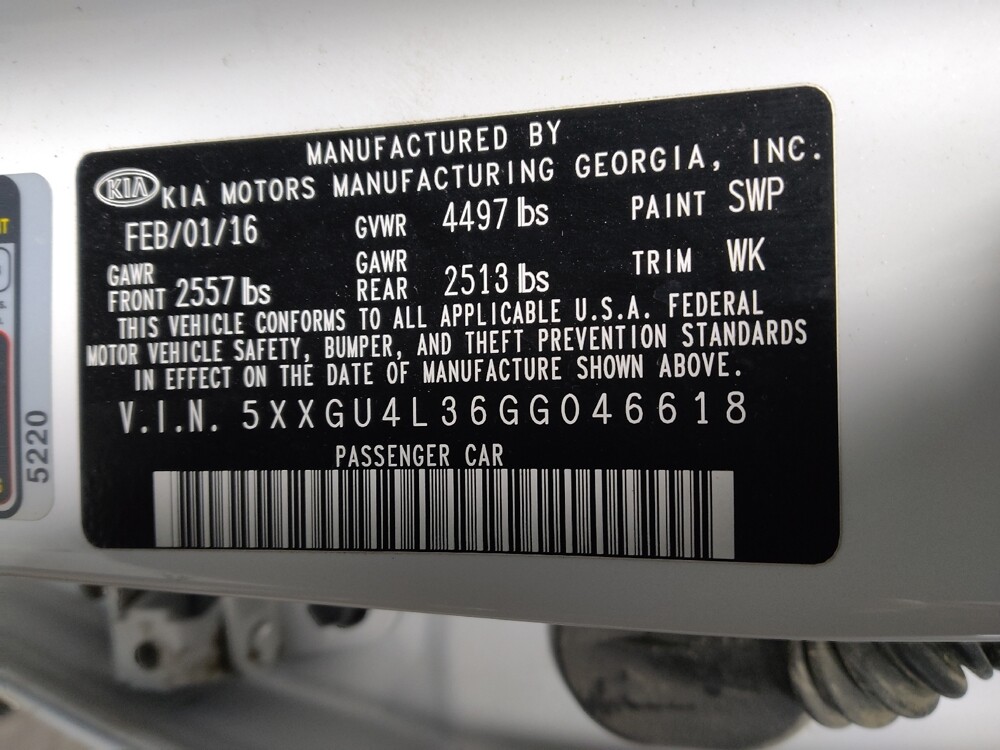 MANUFACTURED BY
KIA KIA MOTORS MANUFACTURING GEORGIA, INC.
FEB/01/16 GVWR 4497 lbs PAINT SWP
GAWR FRONT 2557 lbs GAWR REAR 2513 lbs TRIM WK
THIS VEHICLE CONFORMS TO ALL APPLICABLE U.S.A. FEDERAL
MOTOR VEHICLE SAFETY, BUMPER, AND THEFT PREVENTION STANDARDS
IN EFFECT ON THE DATE OF MANUFACTURE SHOWN ABOVE.
V.I.N. 5XXGU4L36GG046618
PASSENGER CAR
5220